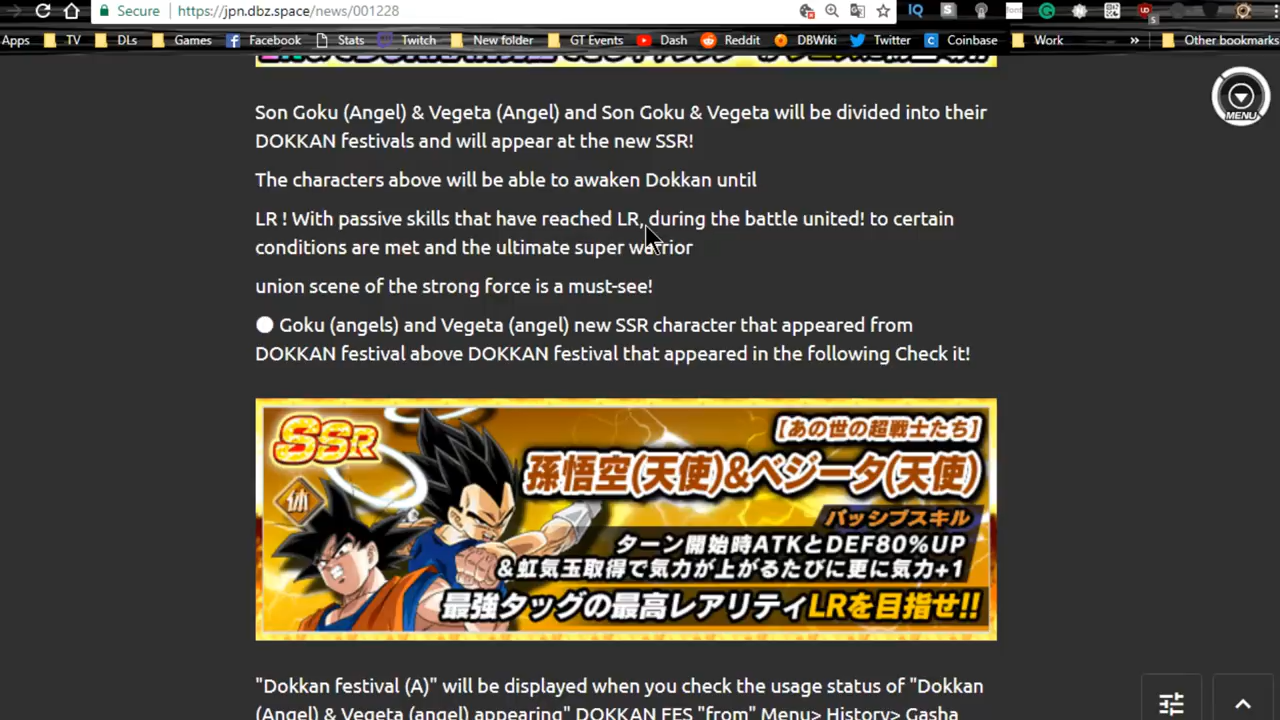 Secure https://jpn.dbz.space/news/001228
Apps TV DLs Games Facebook Stats Twitch New folder GT Events Dash Reddit DBWiki Twitter Coinbase Work » Other bookmarks
MENU
Son Goku (Angel) & Vegeta (Angel) and Son Goku & Vegeta will be divided into their
DOKKAN festivals and will appear at the new SSR!
The characters above will be able to awaken Dokkan until
LR ! With passive skills that have reached LR, during the battle united! to certain
conditions are met and the ultimate super warrior
union scene of the strong force is a must-see!
Goku (angels) and Vegeta (angel) new SSR character that appeared from
DOKKAN festival above DOKKAN festival that appeared in the following Check it!
SSR
体
[あの世の超戦士たち]
孫悟空(天使)&ベジータ(天使)
パッシブスキル
ターン開始時ATKとDEF80%UP
&虹気玉取得で気力が上がるたびに更に気力+1
最強タッグの最高レアリティLRを目指せ!!
"Dokkan festival (A)" will be displayed when you check the usage status of "Dokkan
(Angel) & Vegeta (angel) appearing" DOKKAN FES "from" Menu> History> Gasha